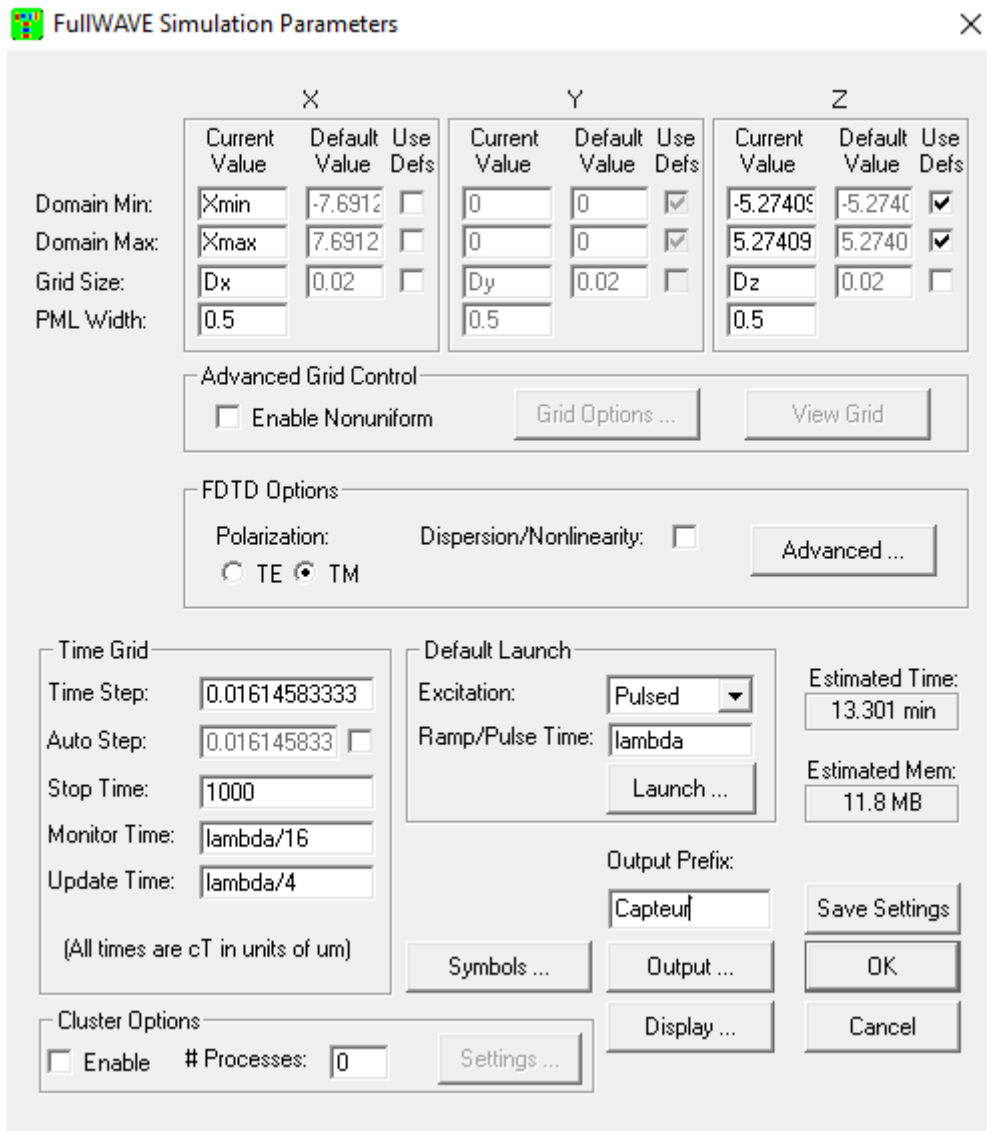 FullWAVE Simulation Parameters
X Y Z
Current Value Default Value Use Defs Current Value Default Value Use Defs Current Value Default Value Use Defs
Domain Min: Xmin -7.6912 0 0 -5.27409 -5.2740
Domain Max: Xmax 7.6912 0 0 5.27409 5.2740
Grid Size: Dx 0.02 Dy 0.02 Dz 0.02
PML Width: 0.5 0.5 0.5
Advanced Grid Control
Enable Nonuniform Grid Options ... View Grid
FDTD Options
Polarization: Dispersion/Nonlinearity: Advanced ...
TE TM
Time Grid
Time Step: 0.01614583333
Auto Step: 0.016145833
Stop Time: 1000
Monitor Time: lambda/16
Update Time: lambda/4
(All times are cT in units of um)
Default Launch
Excitation: Pulsed
Ramp/Pulse Time: lambda
Launch ...
Estimated Time:
13.301 min
Estimated Mem:
11.8 MB
Output Prefix:
Capteur
Save Settings
Symbols ... Output ... OK
Display ... Cancel
Cluster Options
Enable # Processes: 0 Settings ...